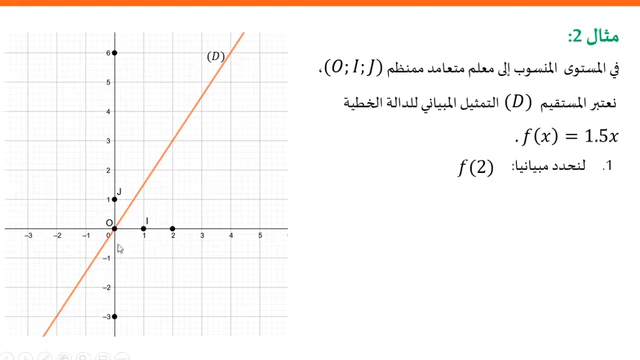 مثال 2:
في المستوى المنسوب إلى معلم متعامد ممنظم (O; I; J)،
نعتبر المستقيم (D) التمثيل المبياني للدالة الخطية
f(x) = 1.5x .
1. لنحدد مبيانيا: f(2)
(D)
6
5
4
3
2
1
J
O
I
−3 −2 −1 0 1 2 3 4 5
−1
−2
−3